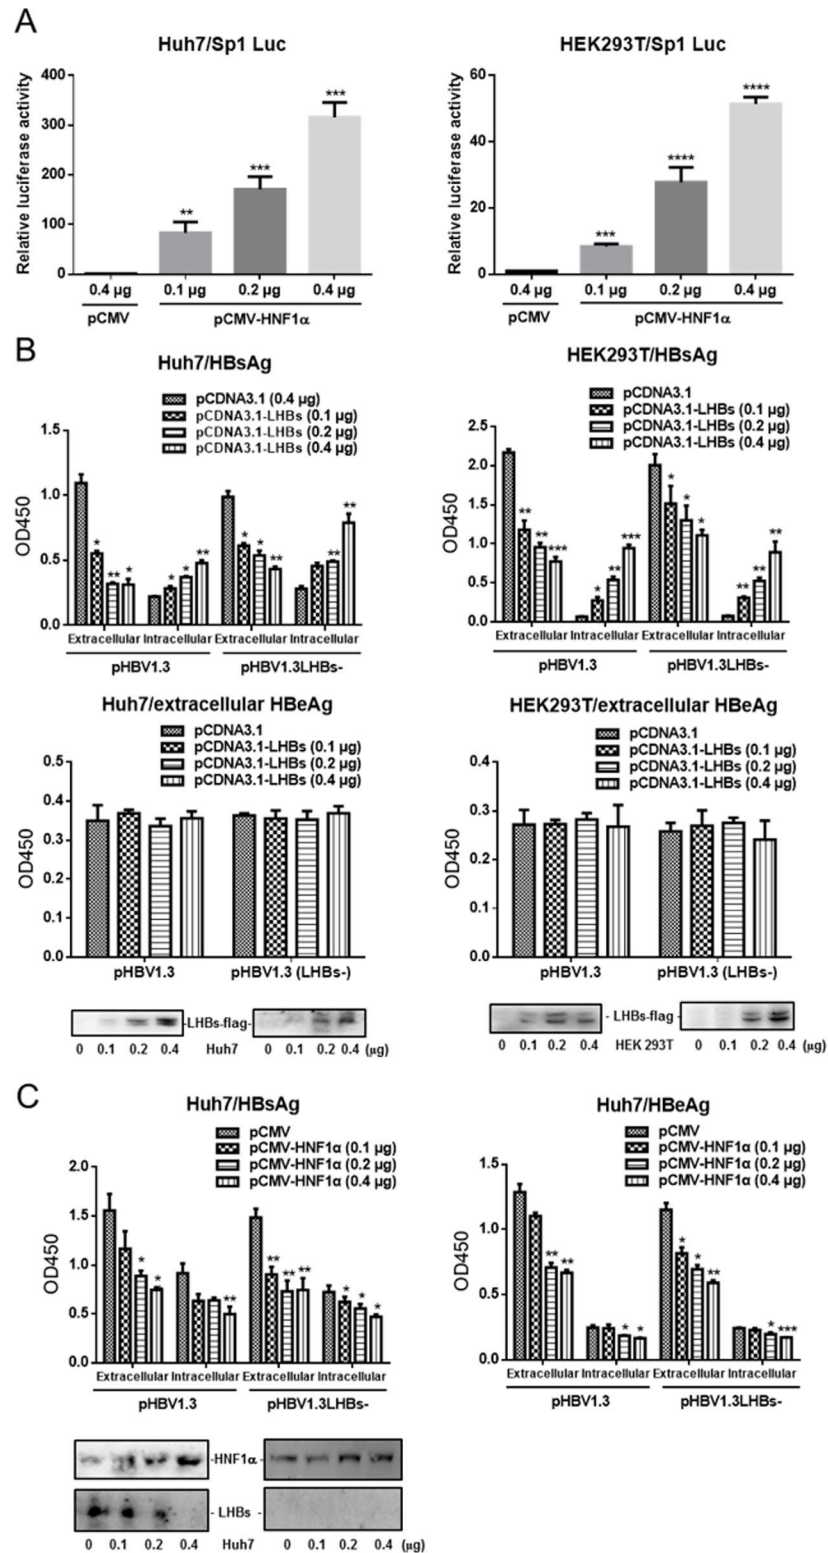 A
Huh7/Sp1 Luc
Relative luciferase activity
400
300
200
100
0
**
***
***
0.4 µg 0.1 µg 0.2 µg 0.4 µg
pCMV pCMV-HNF1α
HEK293T/Sp1 Luc
Relative luciferase activity
60
40
20
0
***
****
****
0.4 µg 0.1 µg 0.2 µg 0.4 µg
pCMV pCMV-HNF1α
B
Huh7/HBsAg
pCDNA3.1 (0.4 µg)
pCDNA3.1-LHBs (0.1 µg)
pCDNA3.1-LHBs (0.2 µg)
pCDNA3.1-LHBs (0.4 µg)
OD450
1.5
1.0
0.5
0.0
* ** * * * ** * * ** ** **
Extracellular Intracellular Extracellular Intracellular
pHBV1.3 pHBV1.3LHBs-
HEK293T/HBsAg
pCDNA3.1
pCDNA3.1-LHBs (0.1 µg)
pCDNA3.1-LHBs (0.2 µg)
pCDNA3.1-LHBs (0.4 µg)
OD450
2.5
2.0
1.5
1.0
0.5
0.0
** ** *** * ** *** * * * ** ** **
Extracellular Intracellular Extracellular Intracellular
pHBV1.3 pHBV1.3LHBs-
Huh7/extracellular HBeAg
pCDNA3.1
pCDNA3.1-LHBs (0.1 µg)
pCDNA3.1-LHBs (0.2 µg)
pCDNA3.1-LHBs (0.4 µg)
OD450
0.5
0.4
0.3
0.2
0.1
0.0
pHBV1.3 pHBV1.3 (LHBs-)
HEK293T/extracellular HBeAg
pCDNA3.1
pCDNA3.1-LHBs (0.1 µg)
pCDNA3.1-LHBs (0.2 µg)
pCDNA3.1-LHBs (0.4 µg)
OD450
0.4
0.3
0.2
0.1
0.0
pHBV1.3 pHBV1.3 (LHBs-)
-LHBs-flag-
0 0.1 0.2 0.4 Huh7 0 0.1 0.2 0.4 (µg)
- LHBs-flag -
0 0.1 0.2 0.4 HEK 293T 0 0.1 0.2 0.4 (µg)
C
Huh7/HBsAg
pCMV
pCMV-HNF1α (0.1 µg)
pCMV-HNF1α (0.2 µg)
pCMV-HNF1α (0.4 µg)
OD450
2.0
1.5
1.0
0.5
0.0
* * ** ** ** ** * * *
Extracellular Intracellular Extracellular Intracellular
pHBV1.3 pHBV1.3LHBs-
Huh7/HBeAg
pCMV
pCMV-HNF1α (0.1 µg)
pCMV-HNF1α (0.2 µg)
pCMV-HNF1α (0.4 µg)
OD450
1.5
1.0
0.5
0.0
** ** * * * * ** * ***
Extracellular Intracellular Extracellular Intracellular
pHBV1.3 pHBV1.3LHBs-
-HNF1α-
- LHBs -
0 0.1 0.2 0.4 Huh7 0 0.1 0.2 0.4 (µg)